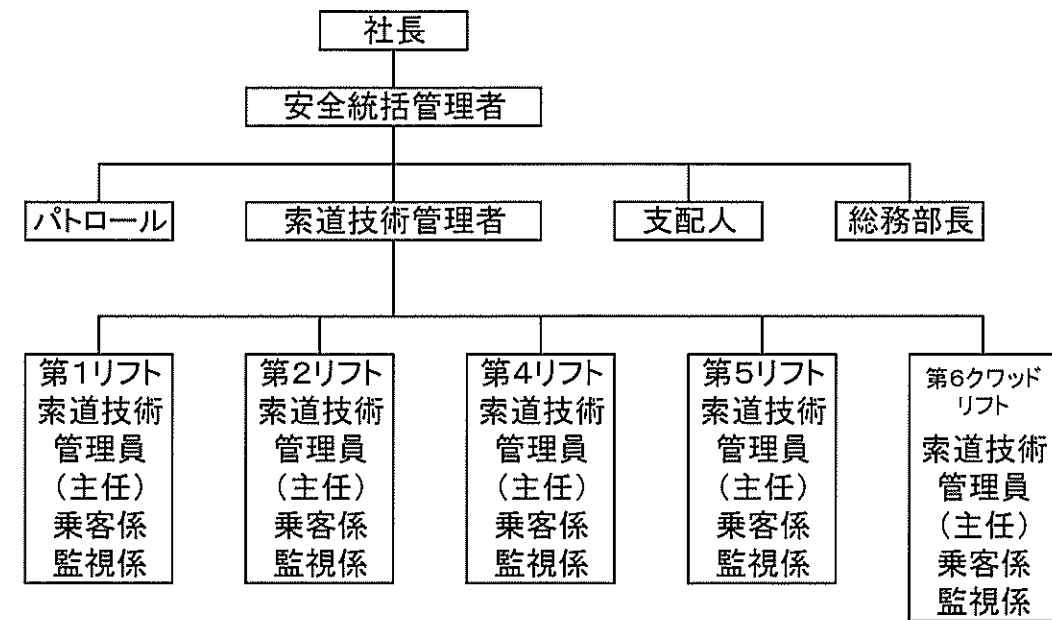 社長
安全統括管理者
パトロール
索道技術管理者
支配人
総務部長
第1リフト
索道技術
管理員
(主任)
乗客係
監視係
第2リフト
索道技術
管理員
(主任)
乗客係
監視係
第4リフト
索道技術
管理員
(主任)
乗客係
監視係
第5リフト
索道技術
管理員
(主任)
乗客係
監視係
第6クワッド
リフト
索道技術
管理員
(主任)
乗客係
監視係